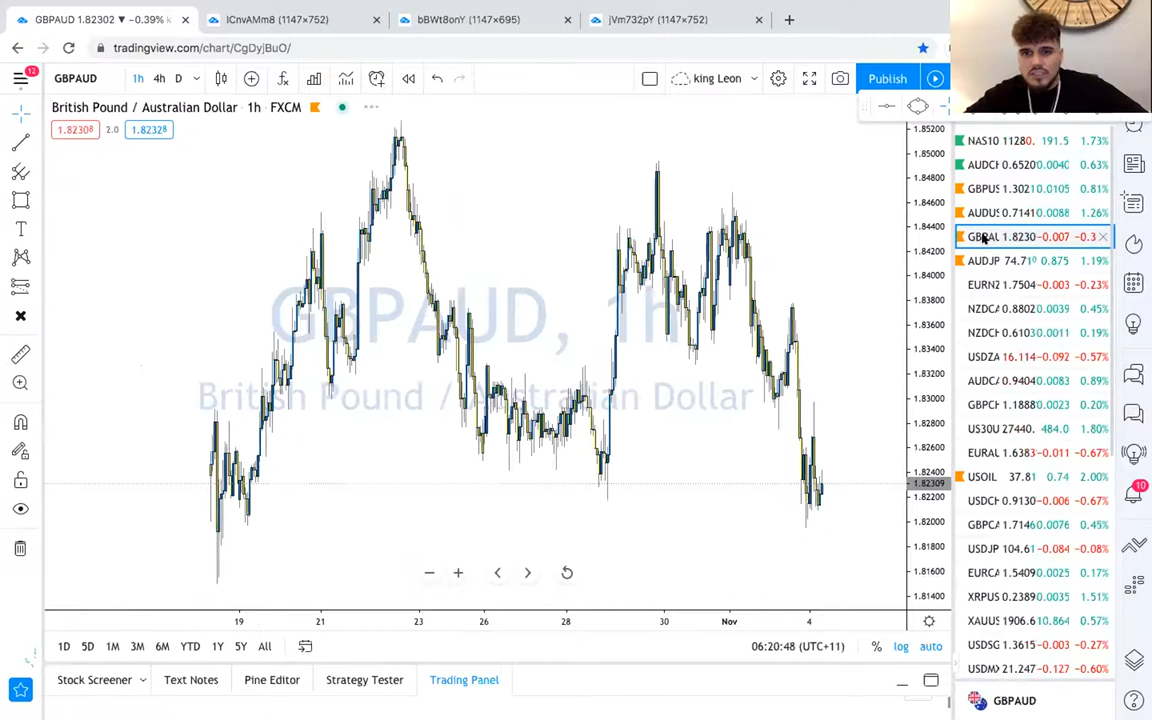 GBPAUD 1.82302 ▼ −0.39% k
ICnvAMm8 (1147×752)
bBWt8onY (1147×695)
jVm732pY (1147×752)
tradingview.com/chart/CgDyjBuO/
12
GBPAUD
1h 4h D
king Leon
Publish
British Pound / Australian Dollar · 1h · FXCM
1.82308 2.0 1.82328
GBPAUD, 1h
British Pound / Australian Dollar
1.85200
1.85000
1.84800
1.84600
1.84400
1.84200
1.84000
1.83800
1.83600
1.83400
1.83200
1.83000
1.82800
1.82600
1.82400
1.82309
1.82200
1.82000
1.81800
1.81600
1.81400
19 21 23 26 28 30 Nov 4
1D 5D 1M 3M 6M YTD 1Y 5Y All
06:20:48 (UTC+11) % log auto
Stock Screener Text Notes Pine Editor Strategy Tester Trading Panel
NAS10 11280. 191.5 1.73%
AUDCH 0.6520 0.0040 0.63%
GBPUS 1.3021 0.0105 0.81%
AUDUS 0.7141 0.0088 1.26%
GBPAU 1.8230 −0.007 −0.3
AUDJP 74.710 0.875 1.19%
EURNZ 1.7504 −0.003 −0.23%
NZDCA 0.8802 0.0039 0.45%
NZDCH 0.6103 0.0011 0.19%
USDZA 16.114 −0.092 −0.57%
AUDCA 0.9404 0.0083 0.89%
GBPCH 1.1888 0.0023 0.20%
US30U 27440. 484.0 1.80%
EURAU 1.6383 −0.011 −0.67%
USOIL 37.81 0.74 2.00%
USDCH 0.9130 −0.006 −0.67%
GBPCA 1.7146 0.0076 0.45%
USDJP 104.61 −0.084 −0.08%
EURCA 1.5409 0.0025 0.17%
XRPUS 0.2389 0.0035 1.51%
XAUUS 1906.6 10.864 0.57%
USDSG 1.3615 −0.003 −0.27%
USDMX 21.247 −0.127 −0.60%
GBPAUD
10